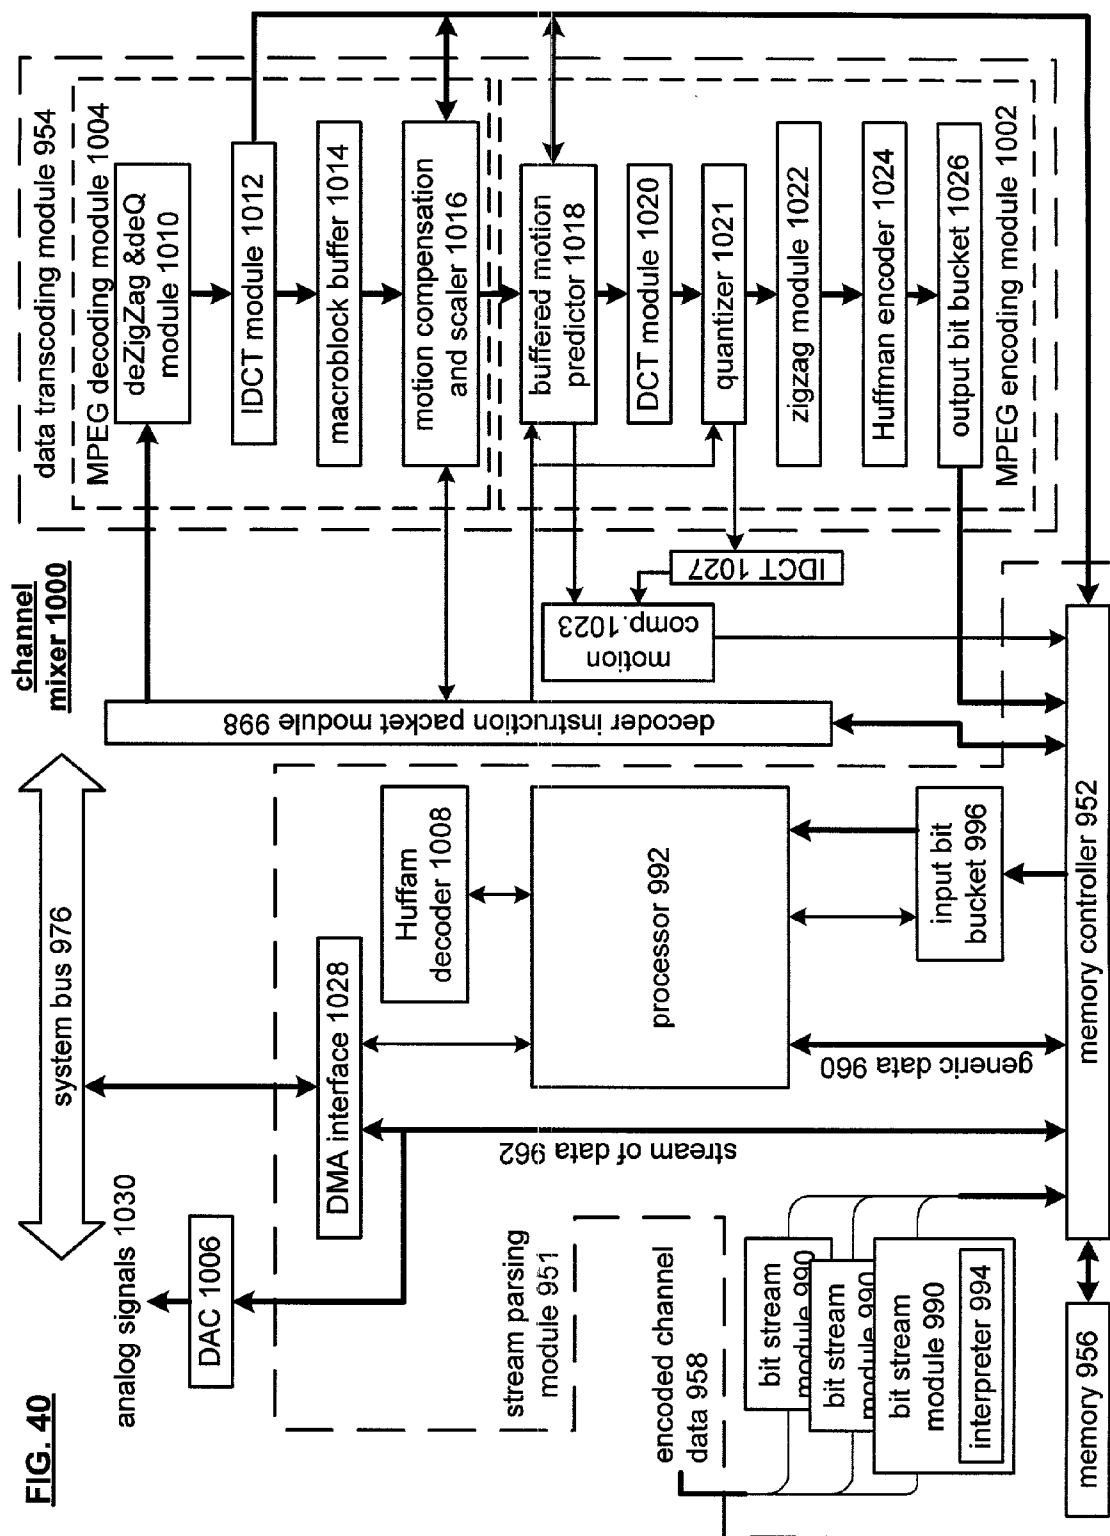 FIG. 40
analog signals 1030
system bus 976
channel
mixer 1000
data transcoding module 954
MPEG decoding module 1004
deZigZag &deQ
module 1010
IDCT module 1012
macroblock buffer 1014
motion compensation
and scaler 1016
buffered motion
predictor 1018
DCT module 1020
quantizer 1021
zigzag module 1022
Huffman encoder 1024
output bit bucket 1026
MPEG encoding module 1002
IDCT 1027
motion
comp. 1023
decoder instruction packet module 998
DAC 1006
DMA interface 1028
Huffam
decoder 1008
processor 992
input bit
bucket 996
generic data 960
stream of data 962
stream parsing
module 951
encoded channel
data 958
bit stream
module 990
bit stream
module 990
bit stream
module 990
interpreter 994
memory controller 952
memory 956